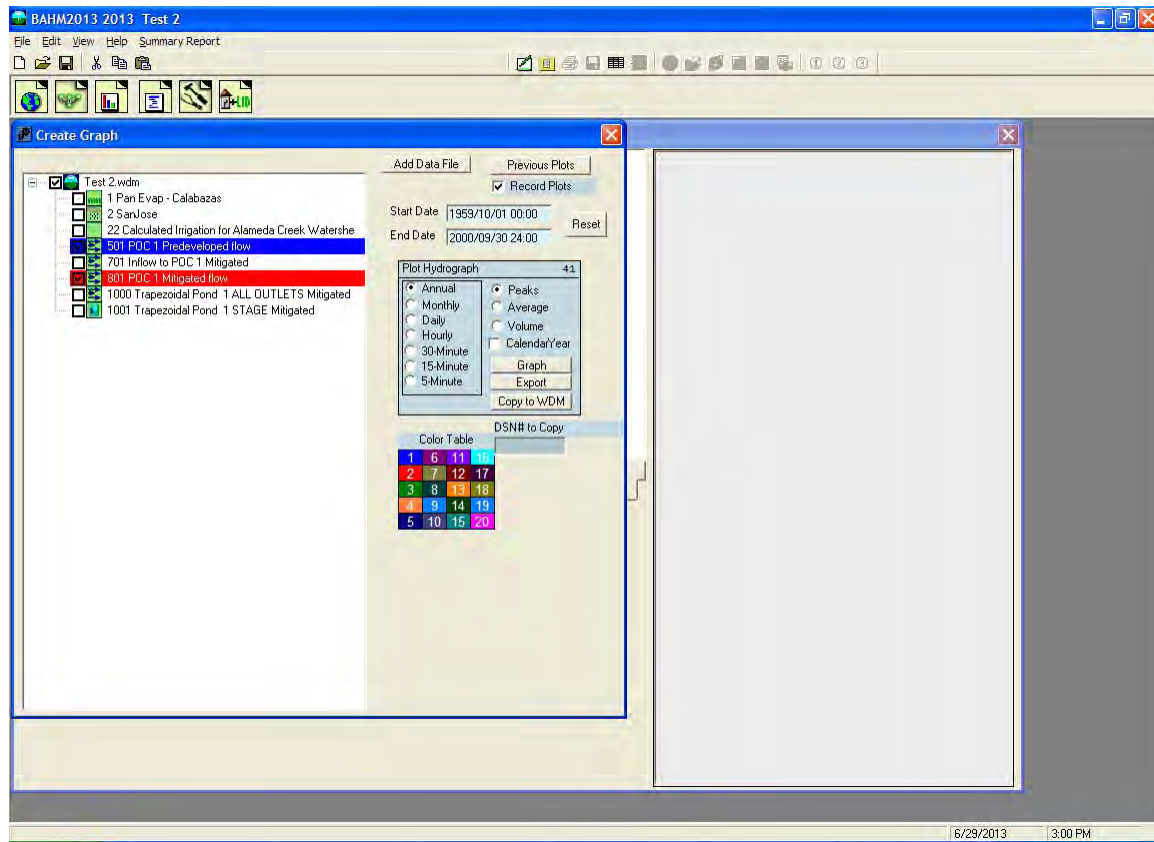 BAHM2013 2013 Test 2
File Edit View Help Summary Report
1 2 3
+LID
Create Graph
Add Data File Previous Plots
Record Plots
Test 2.wdm
1 Pan Evap - Calabazas
2 SanJose
22 Calculated Irrigation for Alameda Creek Watershe
501 POC 1 Predeveloped flow
701 Inflow to POC 1 Mitigated
801 POC 1 Mitigated flow
1000 Trapezoidal Pond 1 ALL OUTLETS Mitigated
1001 Trapezoidal Pond 1 STAGE Mitigated
Start Date 1959/10/01 00:00
Reset
End Date 2000/09/30 24:00
Plot Hydrograph 41
Annual Peaks
Monthly Average
Daily Volume
Hourly CalendarYear
30-Minute
15-Minute Graph
5-Minute Export
Copy to WDM
DSN# to Copy
Color Table
1 6 11 16
2 7 12 17
3 8 13 18
4 9 14 19
5 10 15 20
6/29/2013 3:00 PM